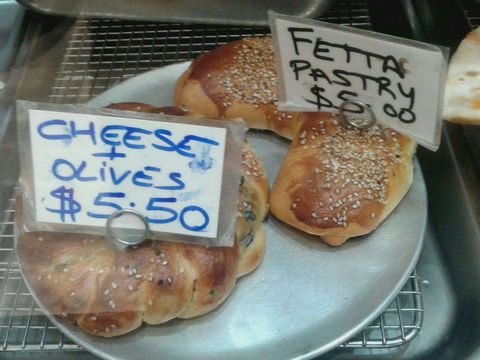 CHEESE
+
OLIVES
$5.50
FETTA
PASTRY
$5.00